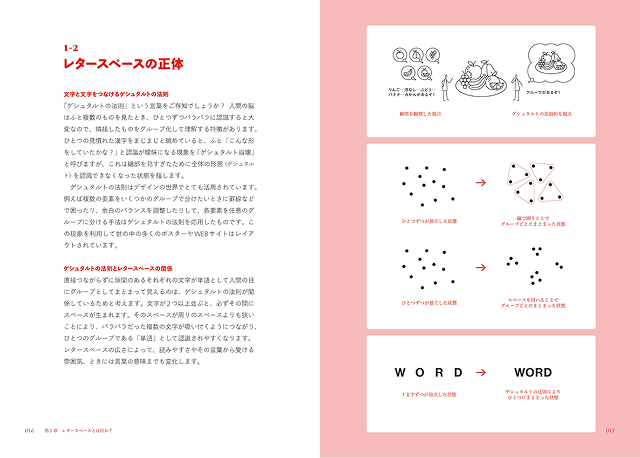 1-2
レタースペースの正体
文字と文字をつなげるゲシュタルトの法則
「ゲシュタルトの法則」という言葉をご存知でしょうか? 人間の脳
はふと複数のものを見たとき、ひとつずつバラバラに認識すると大
変なので、隣接したものをグループ化して理解する特徴があります。
ひとつの見慣れた漢字をまじまじと眺めていると、ふと「こんな形
をしていたかな?」と認識が曖昧になる現象を「ゲシュタルト崩壊」
と呼びますが、これは細部を見すぎたために全体の形態(ゲシュタル
ト)を認識できなくなった状態を指します。
ゲシュタルトの法則はデザインの世界でとても活用されています。
例えば複数の要素をいくつかのグループで分けたいときに罫線など
で囲ったり、余白のバランスを調整したりして、各要素を任意のグ
ループに分ける手法はゲシュタルトの法則を応用したものです。こ
の現象を利用して世の中の多くのポスターやWEBサイトはレイア
ウトされています。
ゲシュタルトの法則とレタースペースの関係
直接つながらずに隙間のあるそれぞれの文字が単語として人間の目
にグループとしてまとまって見えるのは、ゲシュタルトの法則が関
係しているためと考えます。文字が2つ以上並ぶと、必ずその間に
スペースが生まれます。そのスペースが周りのスペースよりも狭い
ことにより、バラバラだった複数の文字が吸い付くようにつながり、
ひとつのグループである「単語」として認識されやすくなります。
レタースペースの広さによって、読みやすさやその言葉から受ける
雰囲気、ときには言葉の意味までも変化します。
016 第1章 レタースペースとは何か?
りんご…洋なし…ぶどう…
バナナ…みかんがあるぞ!
フルーツがあるぞ!
細部を観察した視点
ゲシュタルトの法則的な視点
ひとつずつが独立した状態
線で囲うことで
グループごとにまとまった状態
ひとつずつが独立した状態
スペースを用いることで
グループごとにまとまった状態
W O R D
WORD
1文字ずつが独立した状態
ゲシュタルトの法則により
ひとつにまとまった状態
017